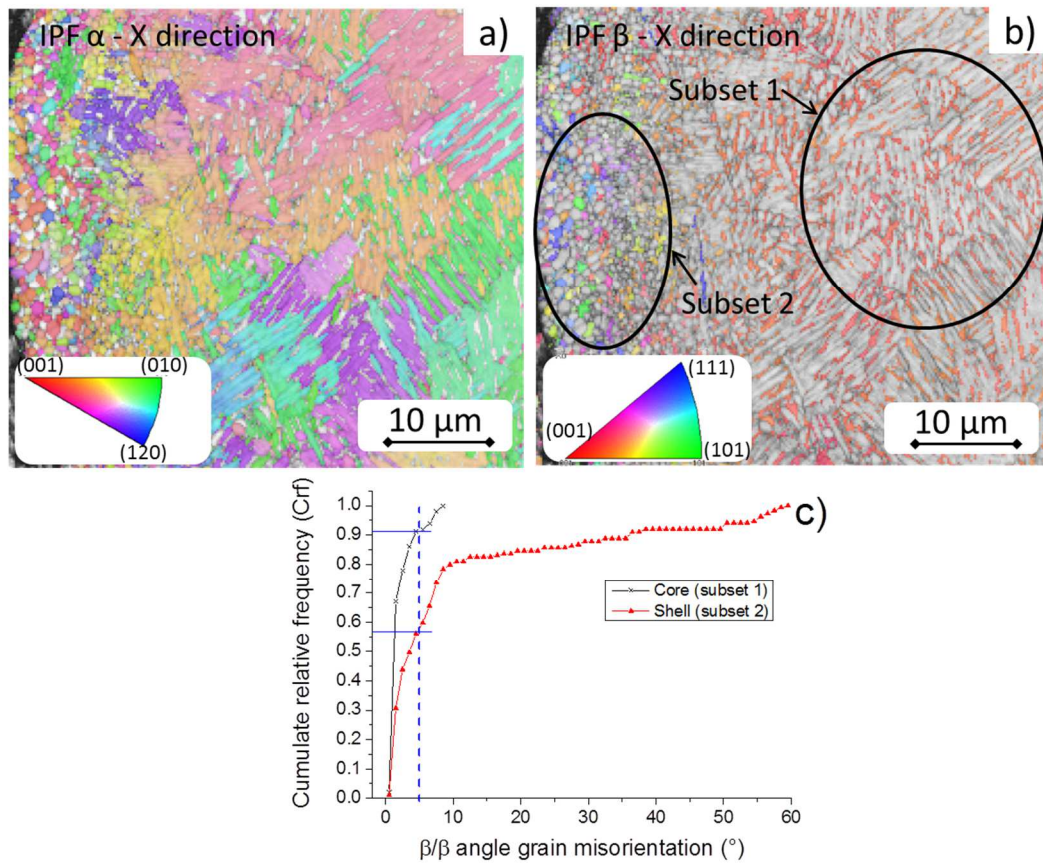 IPF α - X direction
a)
(001)
(010)
(120)
10 μm
IPF β - X direction
b)
Subset 1
Subset 2
(111)
(001)
(101)
10 μm
c)
Cumulate relative frequency (Crf)
1.0
0.9
0.8
0.7
0.6
0.5
0.4
0.3
0.2
0.1
0.0
Core (subset 1)
Shell (subset 2)
0 10 20 30 40 50 60
β/β angle grain misorientation (°)